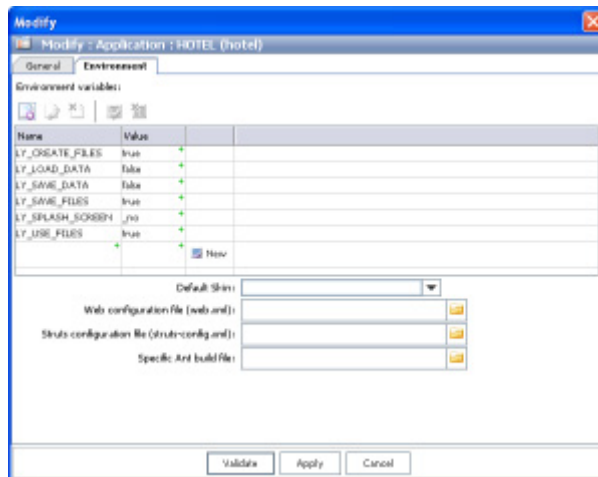 Modify
Modify : Application : HOTEL (hotel)
General Environment
Environment variables:
Name Value
LY_CREATE_FILES true
LY_LOAD_DATA false
LY_SAVE_DATA false
LY_SAVE_FILES true
LY_SPLASH_SCREEN _no
LY_USE_FILES true
New
Default Skin:
Web configuration file (web.xml):
Struts configuration file (struts-config.xml):
Specific Ant build file:
Validate Apply Cancel